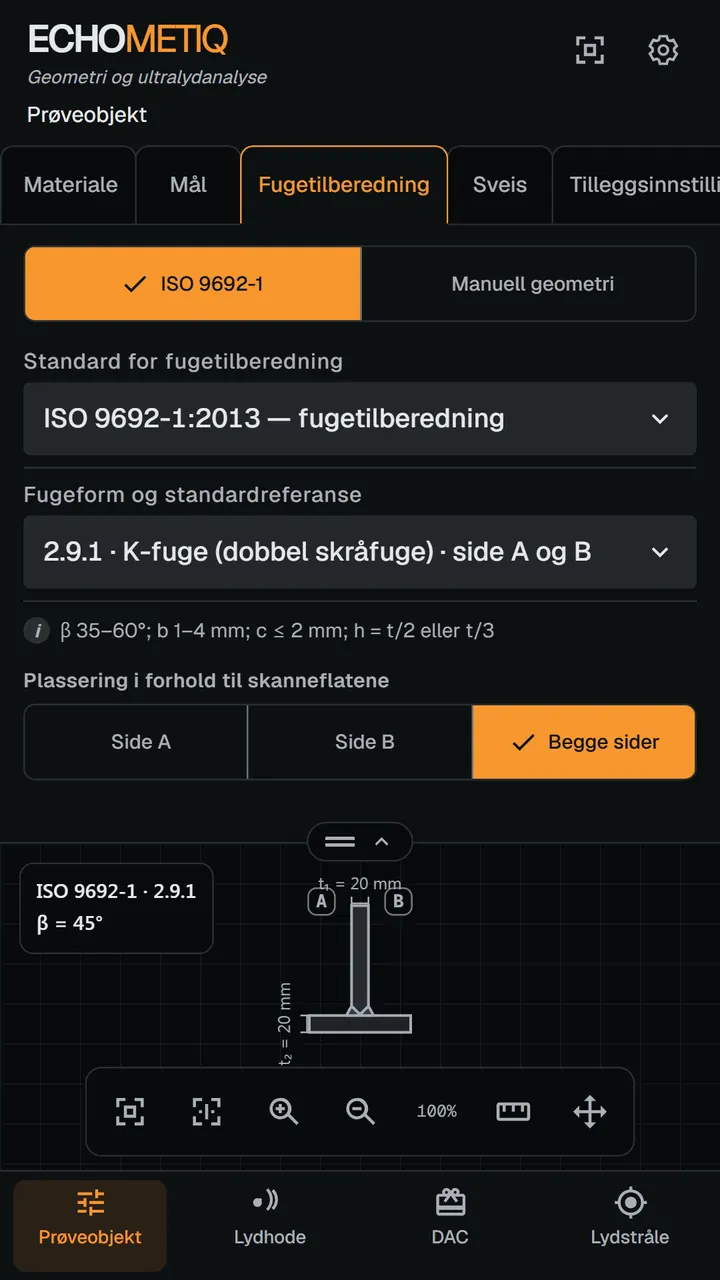 ECHOMETIQ
Geometri og ultralydanalyse
Prøveobjekt
Materiale
Mål
Fugetilberedning
Sveis
Tilleggsinnstilli
ISO 9692-1
Manuell geometri
Standard for fugetilberedning
ISO 9692-1:2013 — fugetilberedning
Fugeform og standardreferanse
2.9.1 · K-fuge (dobbel skråfuge) · side A og B
i β 35–60°; b 1–4 mm; c ≤ 2 mm; h = t/2 eller t/3
Plassering i forhold til skanneflatene
Side A
Side B
Begge sider
ISO 9692-1 · 2.9.1
β = 45°
t₁ = 20 mm
A
B
t₂ = 20 mm
100%
Prøveobjekt
Lydhode
DAC
Lydstråle